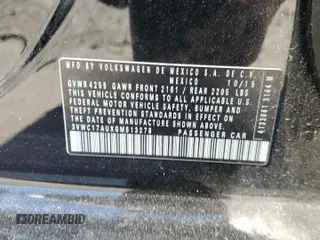 MFD BY VOLKSWAGEN DE MEXICO S.A. DE C.V.
MEXICO 10/15
GVWR 4255 GAWR FRONT 2161 / REAR 2205 LBS
THIS VEHICLE CONFORMS TO ALL APPLICABLE
FEDERAL MOTOR VEHICLE SAFETY, BUMPER AND
THEFT PREVENTION STANDARDS IN EFFECT ON
THE DATE OF MANUFACTURE SHOWN ABOVE
3VWC17AUXGM513278 PASSENGER CAR
DREAMBID